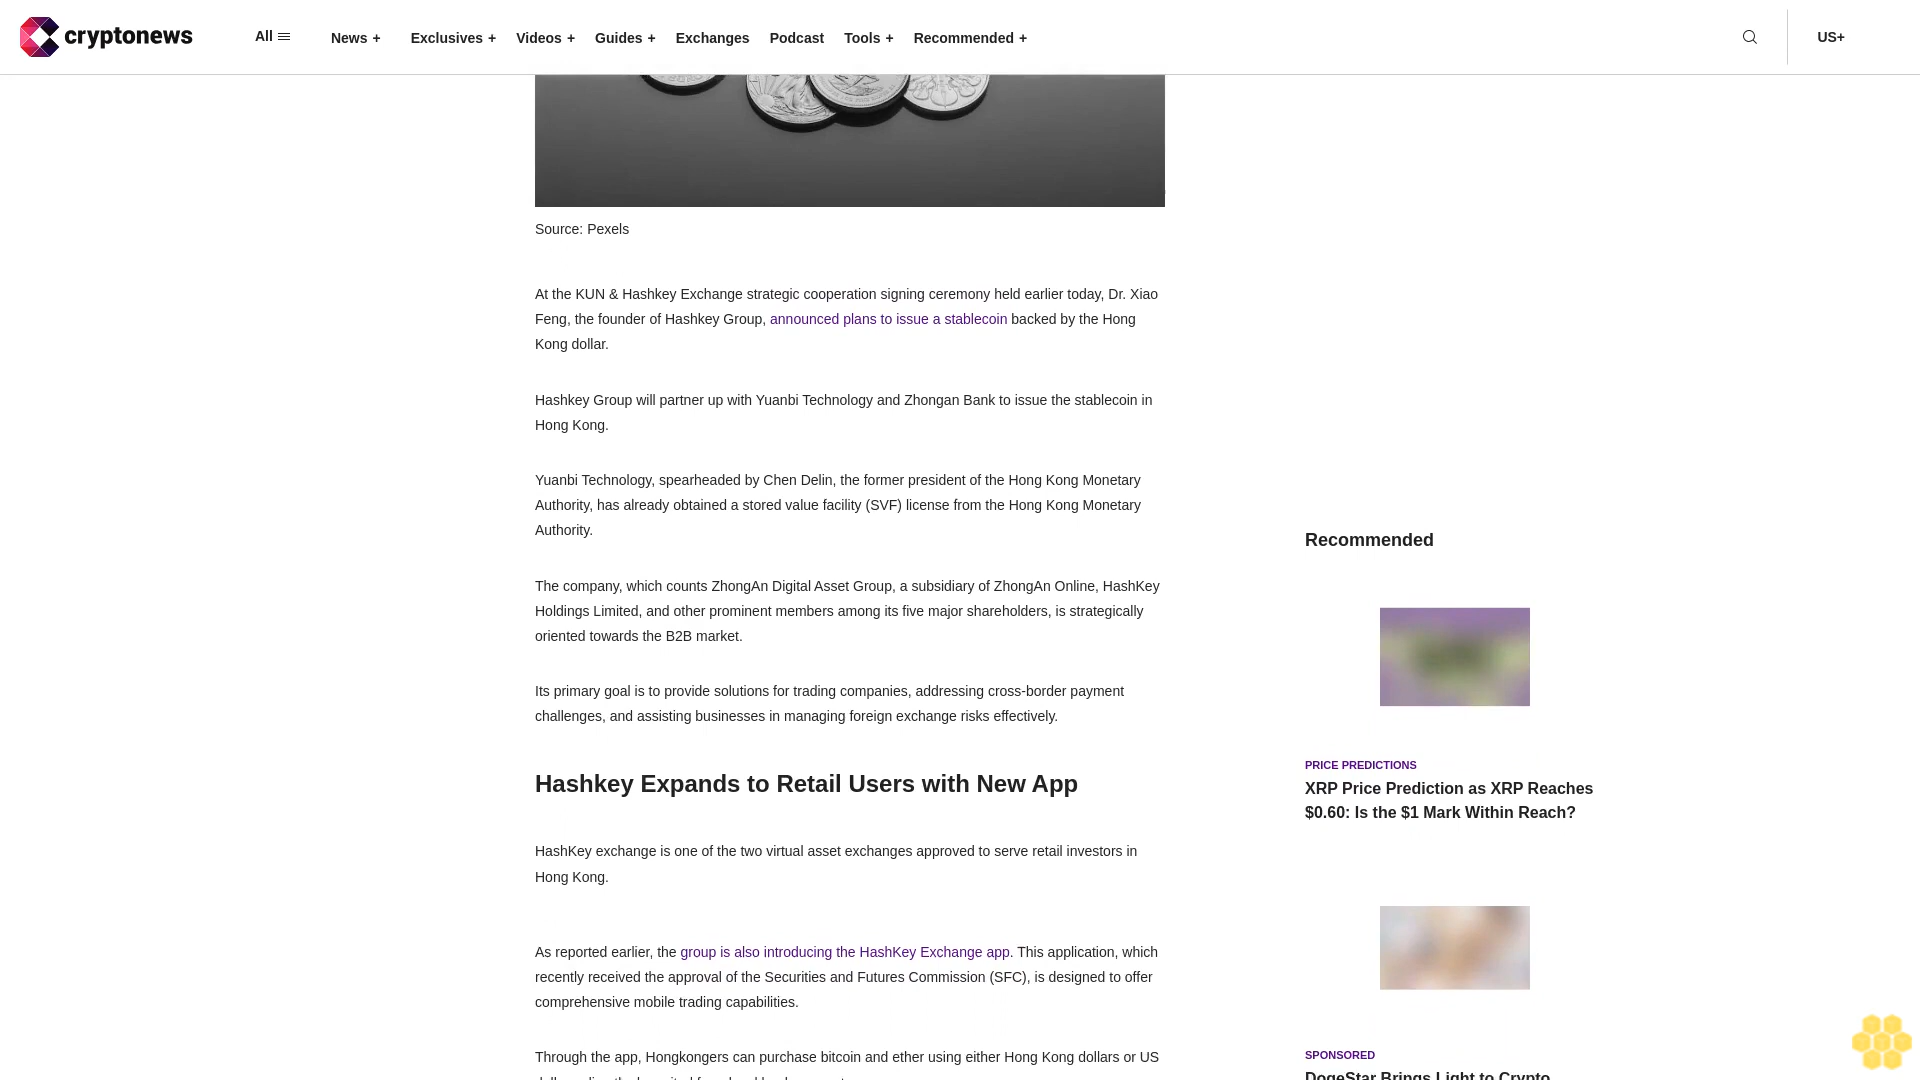 cryptonews
All
News +
Exclusives +
Videos +
Guides +
Exchanges
Podcast
Tools +
Recommended +
US+
Source: Pexels
At the KUN & Hashkey Exchange strategic cooperation signing ceremony held earlier today, Dr. Xiao
Feng, the founder of Hashkey Group, announced plans to issue a stablecoin backed by the Hong
Kong dollar.
Hashkey Group will partner up with Yuanbi Technology and Zhongan Bank to issue the stablecoin in
Hong Kong.
Yuanbi Technology, spearheaded by Chen Delin, the former president of the Hong Kong Monetary
Authority, has already obtained a stored value facility (SVF) license from the Hong Kong Monetary
Authority.
The company, which counts ZhongAn Digital Asset Group, a subsidiary of ZhongAn Online, HashKey
Holdings Limited, and other prominent members among its five major shareholders, is strategically
oriented towards the B2B market.
Its primary goal is to provide solutions for trading companies, addressing cross-border payment
challenges, and assisting businesses in managing foreign exchange risks effectively.
Hashkey Expands to Retail Users with New App
HashKey exchange is one of the two virtual asset exchanges approved to serve retail investors in
Hong Kong.
As reported earlier, the group is also introducing the HashKey Exchange app. This application, which
recently received the approval of the Securities and Futures Commission (SFC), is designed to offer
comprehensive mobile trading capabilities.
Through the app, Hongkongers can purchase bitcoin and ether using either Hong Kong dollars or US
Recommended
PRICE PREDICTIONS
XRP Price Prediction as XRP Reaches
$0.60: Is the $1 Mark Within Reach?
SPONSORED
DogeStar Brings Light to Crypto